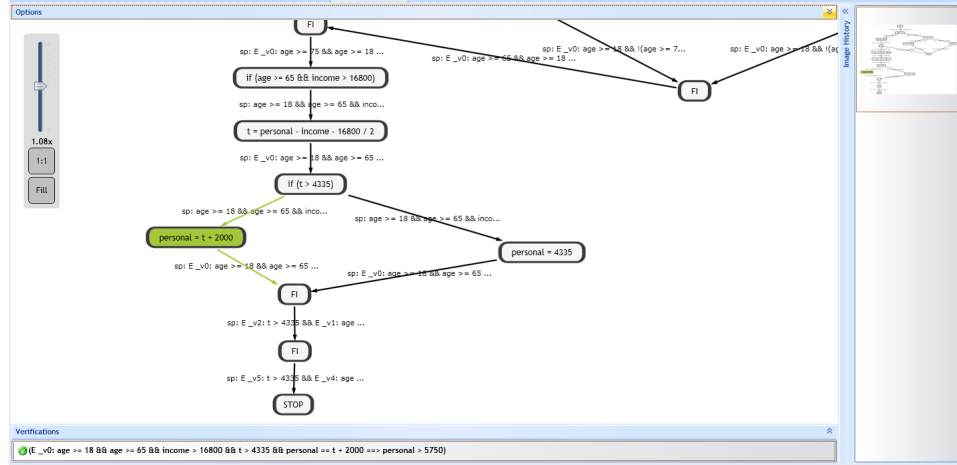 Options
FI
sp: E _v0: age >= 75 && age >= 18 ...
sp: E _v0: age >= 65 && age >= 18 ...
sp: E _v0: age >= 18 && !(age >= 7...
sp: E _v0: age >= 18 && !(ag
if (age >= 65 && income > 16800)
FI
sp: age >= 18 && age >= 65 && inco...
t = personal - income - 16800 / 2
1.08x
sp: E _v0: age >= 18 && age >= 65 ...
1:1
if (t > 4335)
Fill
sp: age >= 18 && age >= 65 && inco...
sp: age >= 18 && age >= 65 && inco...
personal = t + 2000
personal = 4335
sp: E _v0: age >= 18 && age >= 65 ...
sp: E _v0: age >= 18 && age >= 65 ...
FI
sp: E _v2: t > 4335 && E _v1: age ...
FI
sp: E _v5: t > 4335 && E _v4: age ...
STOP
Image History
Verifications
(E _v0: age >= 18 && age >= 65 && income > 16800 && t > 4335 && personal == t + 2000 ==> personal > 5750)